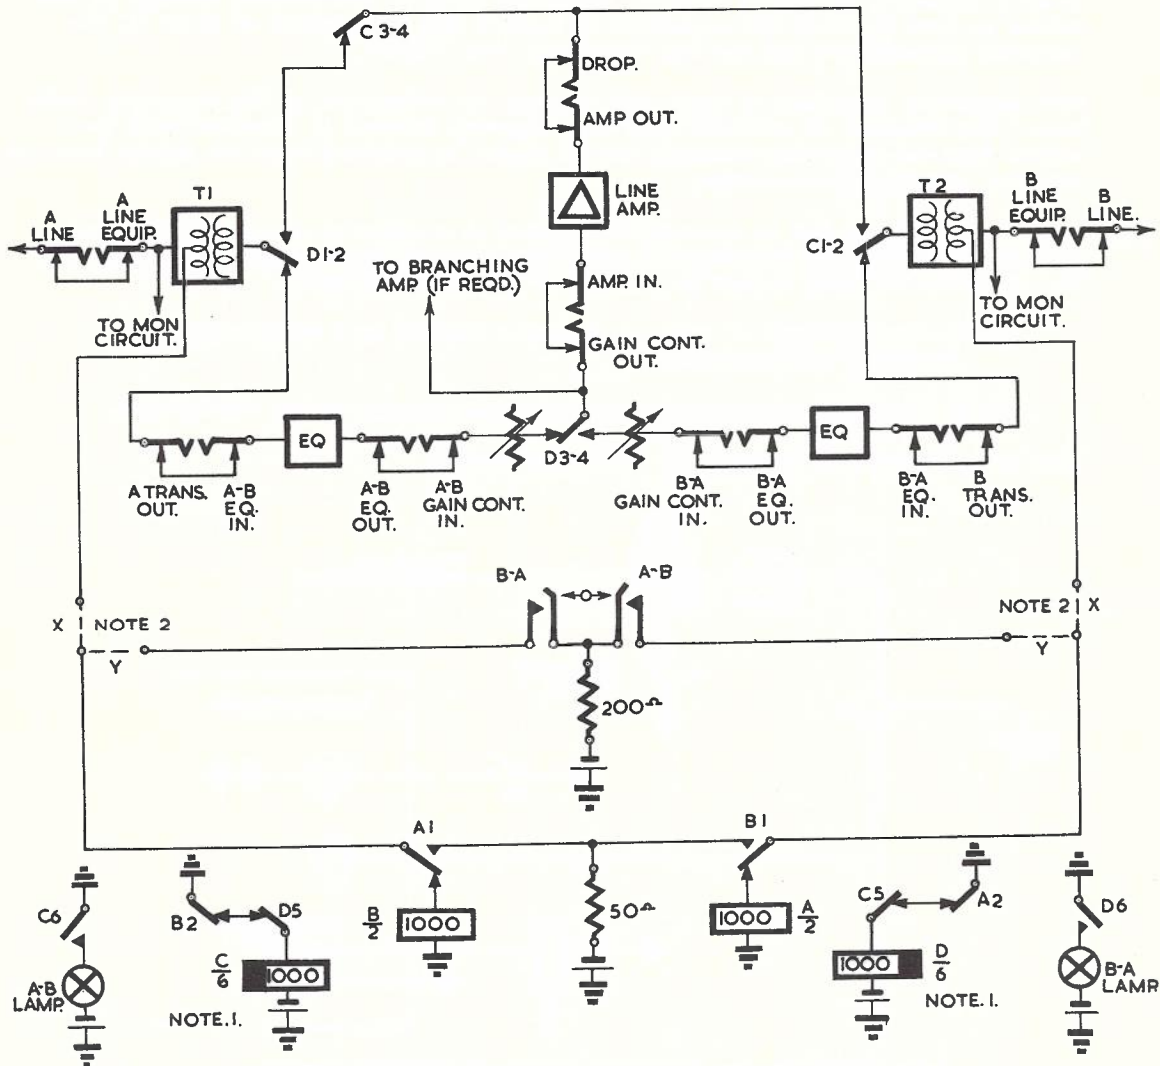 C 3-4
DROP.
AMP OUT.
T1
A
LINE
A
LINE
EQUIP.
D1-2
LINE
AMP.
T2
B
LINE
EQUIP.
B
LINE.
C1-2
TO BRANCHING
AMP. (IF REQD.)
AMP. IN.
TO MON
CIRCUIT.
TO MON
CIRCUIT.
GAIN CONT.
OUT.
EQ
D3-4
EQ
A TRANS.
OUT.
A-B
EQ.
IN.
A-B
EQ.
OUT.
A-B
GAIN CONT.
IN.
B-A
GAIN CONT.
IN.
B-A
EQ.
OUT.
B-A
EQ.
IN.
B
TRANS.
OUT.
B-A
A-B
X
NOTE 2
Y
NOTE 2
X
Y
200Ω
A1
B1
C6
B2
D5
B/2
1000
50Ω
1000
A/2
C5
A2
D6
A-B
LAMP.
C/6
1000
NOTE.1.
1000
D/6
NOTE.1.
B-A
LAMP